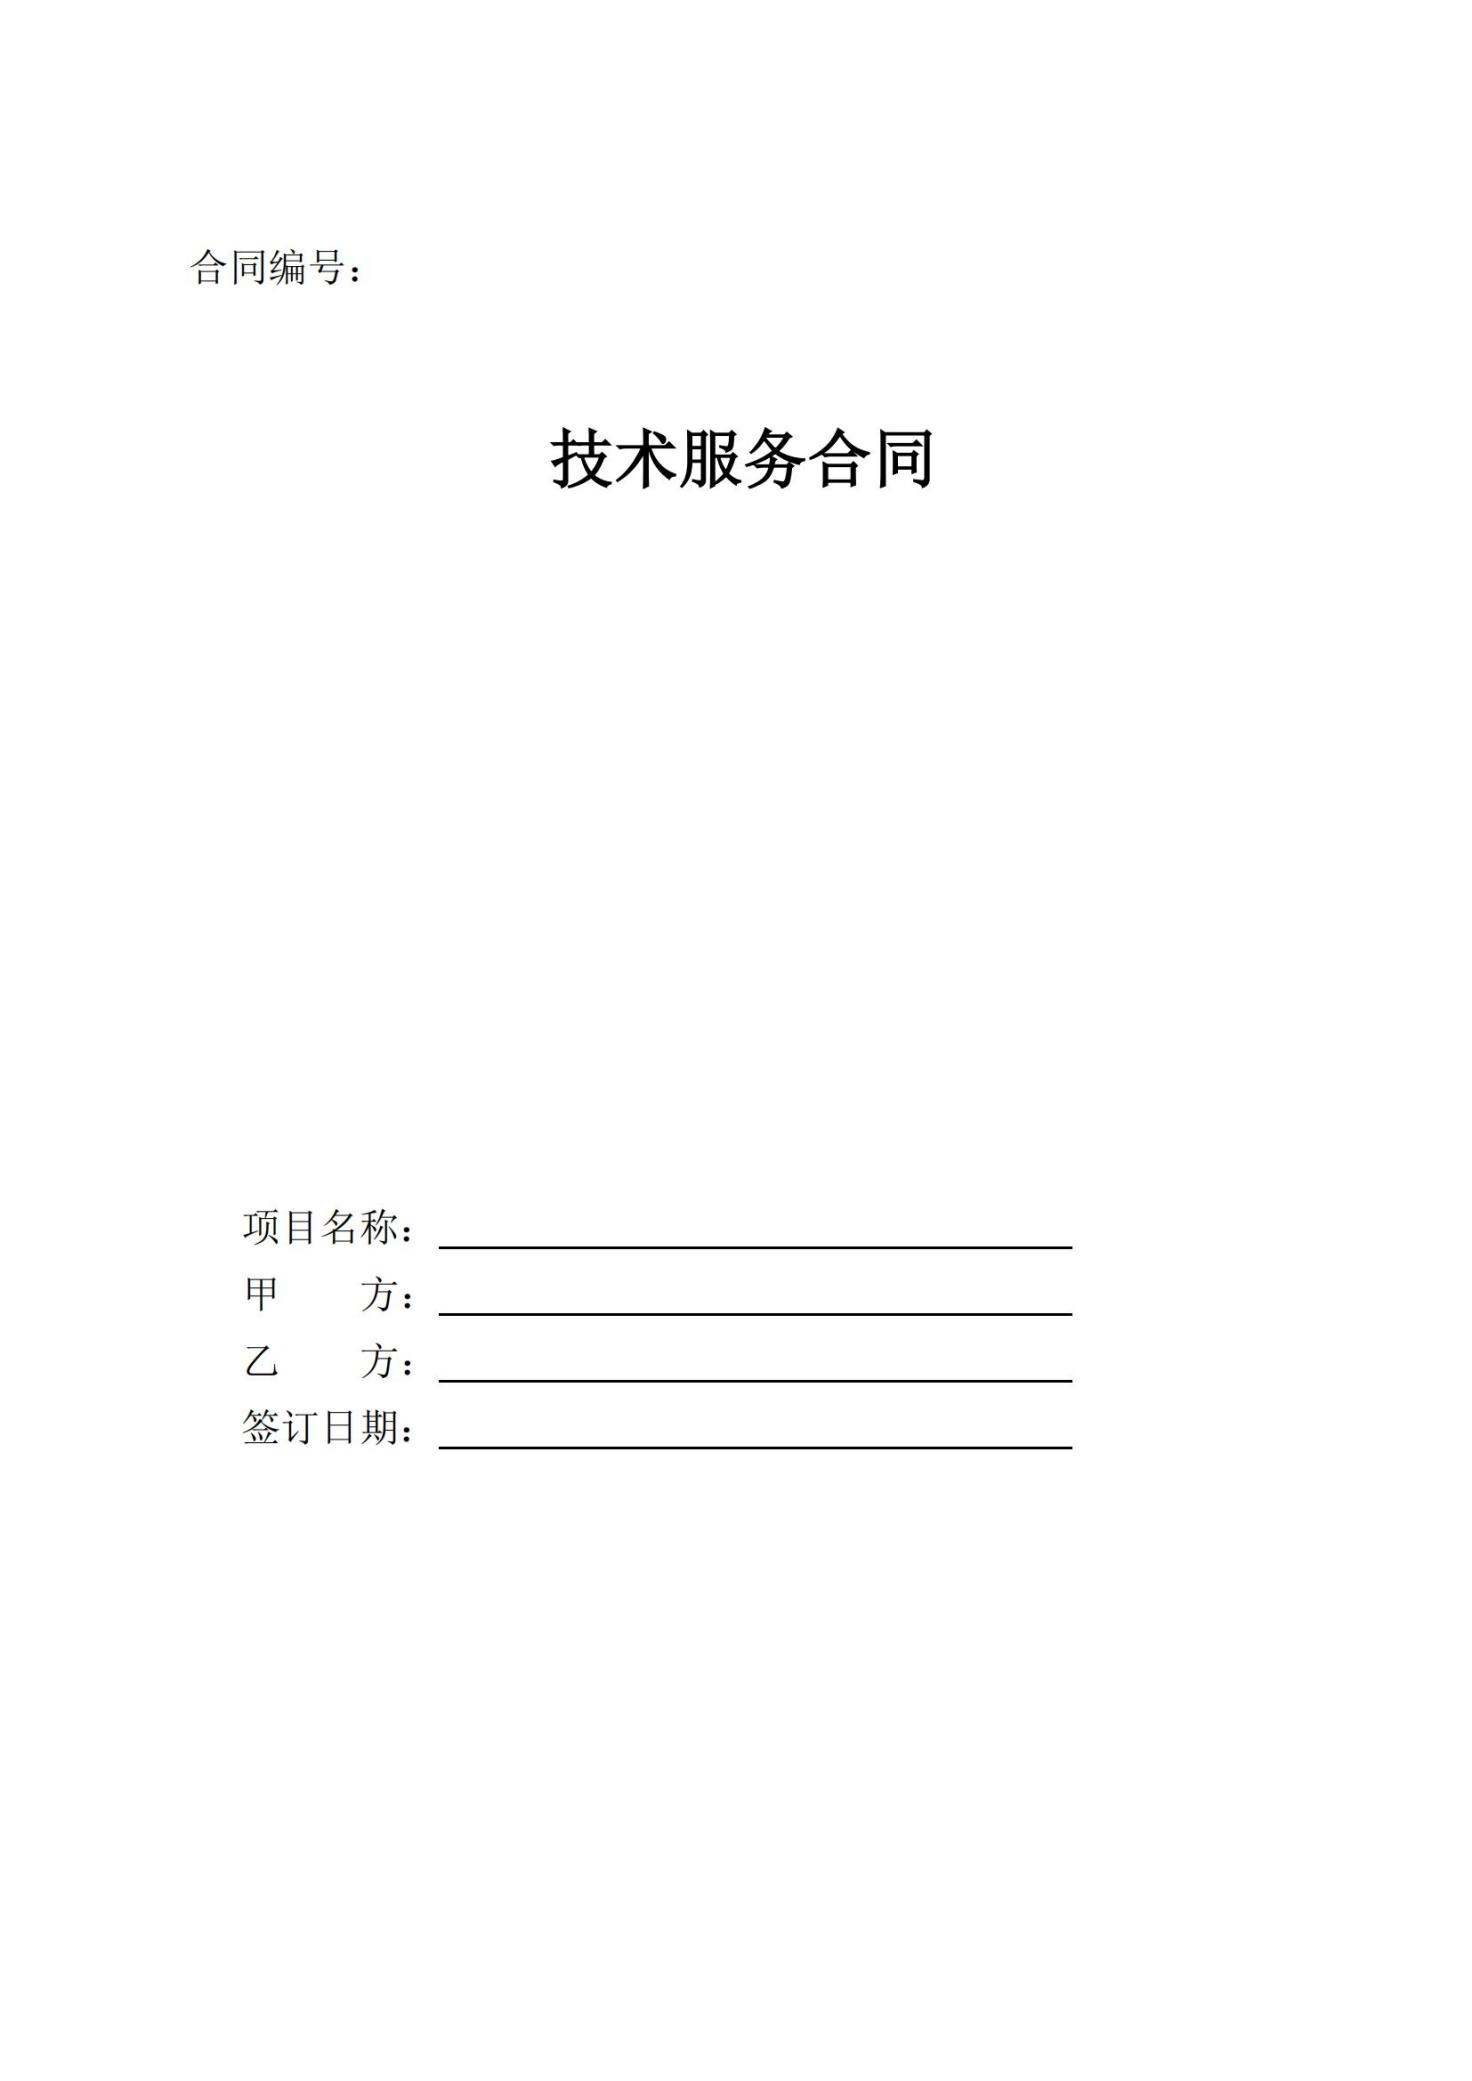 合同编号：
技术服务合同
项目名称：
甲　　方：
乙　　方：
签订日期：